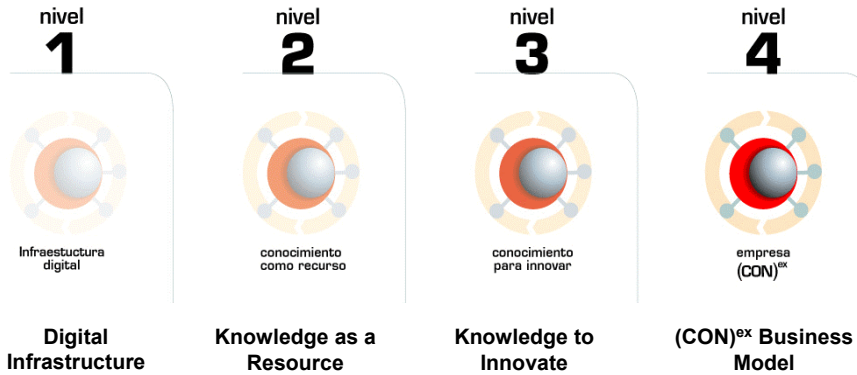 nivel
1
Infraestuctura
digital
Digital
Infrastructure
nivel
2
conocimiento
como recurso
Knowledge as a
Resource
nivel
3
conocimiento
para innovar
Knowledge to
Innovate
nivel
4
empresa
(CON)ex
(CON)ex Business
Model